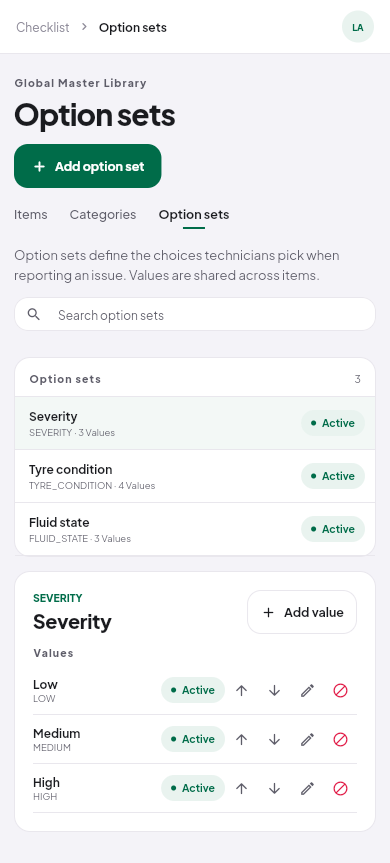 Checklist > Option sets
LA
Global Master Library
Option sets
+ Add option set
Items Categories Option sets
Option sets define the choices technicians pick when
reporting an issue. Values are shared across items.
Search option sets
Option sets 3
Severity
SEVERITY · 3 Values
Active
Tyre condition
TYRE_CONDITION · 4 Values
Active
Fluid state
FLUID_STATE · 3 Values
Active
SEVERITY
Severity
+ Add value
Values
Low
LOW
Active
Medium
MEDIUM
Active
High
HIGH
Active